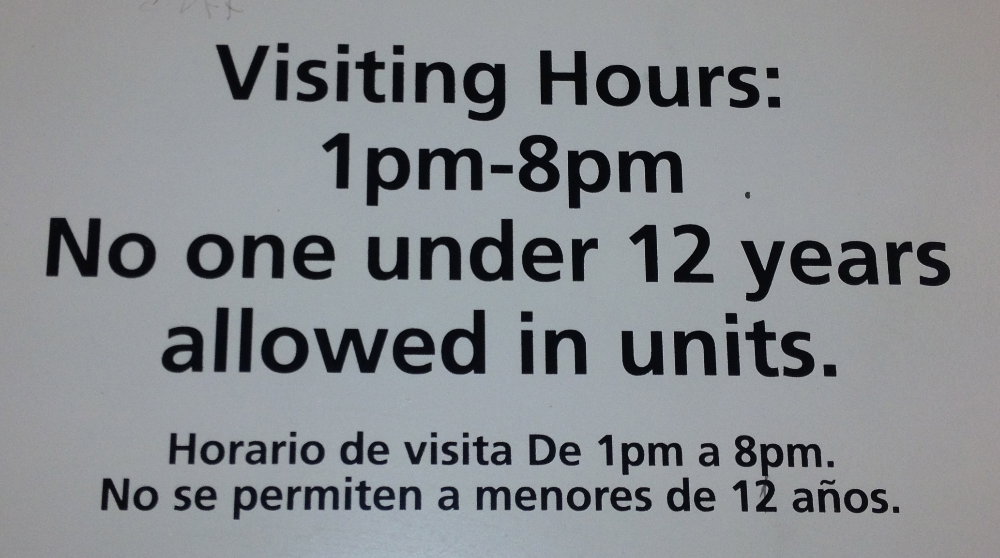 Visiting Hours:
1pm-8pm
No one under 12 years
allowed in units.
Horario de visita De 1pm a 8pm.
No se permiten a menores de 12 años.